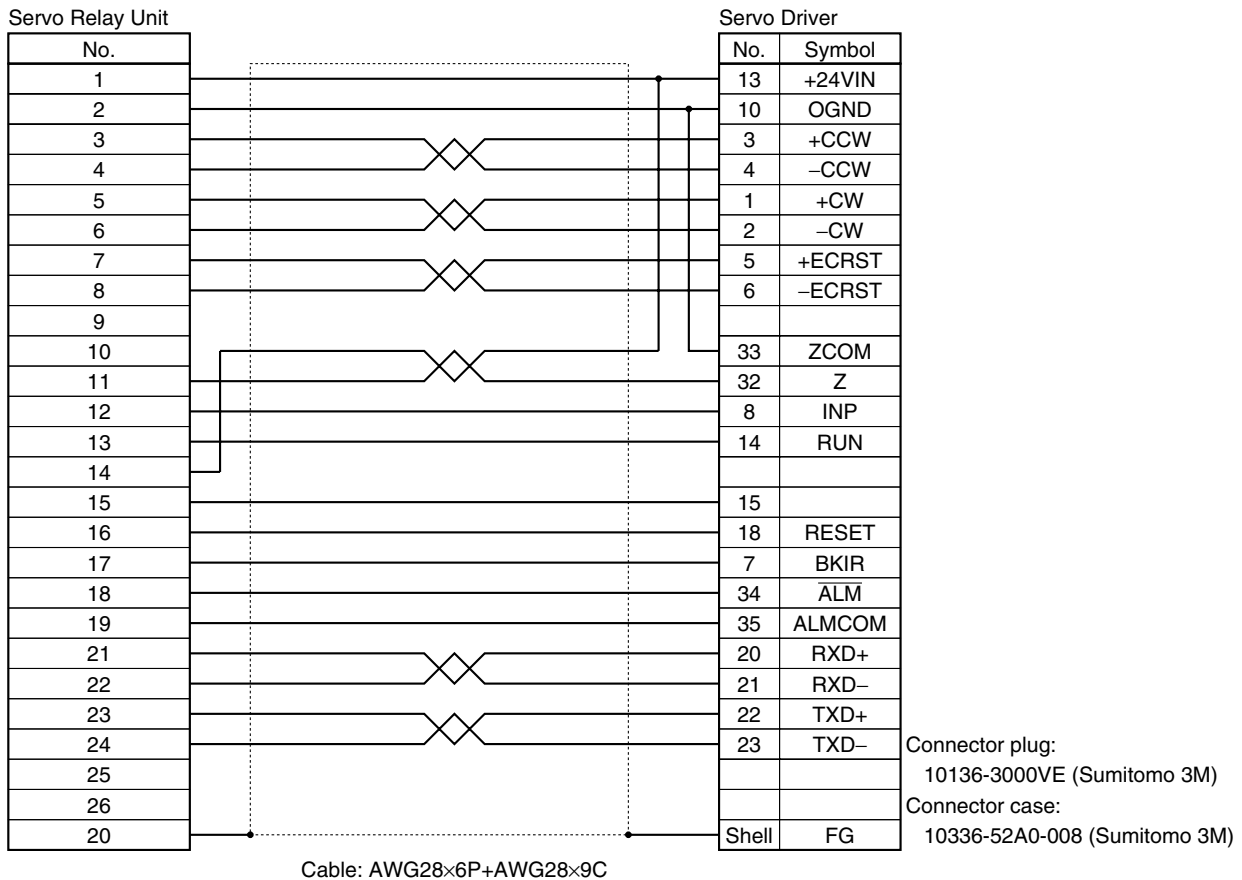 Servo Relay Unit Servo Driver
No. No. Symbol
1 13 +24VIN
2 10 OGND
3 3 +CCW
4 4 −CCW
5 1 +CW
6 2 −CW
7 5 +ECRST
8 6 −ECRST
9
10 33 ZCOM
11 32 Z
12 8 INP
13 14 RUN
14
15 15
16 18 RESET
17 7 BKIR
18 34 A̅L̅M̅
19 35 ALMCOM
21 20 RXD+
22 21 RXD−
23 22 TXD+
24 23 TXD− Connector plug:
25 10136-3000VE (Sumitomo 3M)
26 Connector case:
20 Shell FG 10336-52A0-008 (Sumitomo 3M)
Cable: AWG28×6P+AWG28×9C